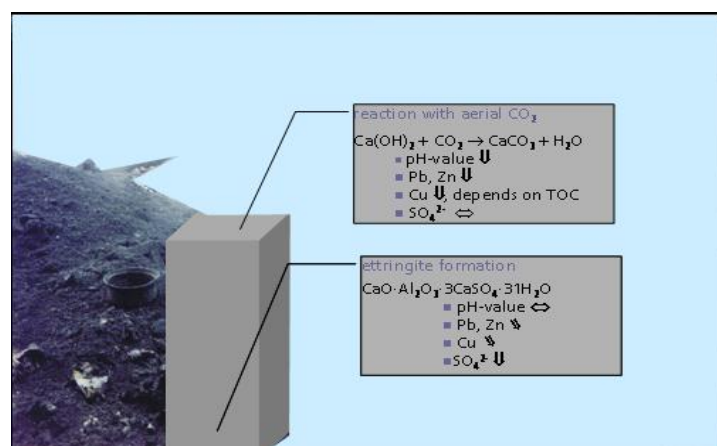 reaction with aerial CO₂
Ca(OH)₂ + CO₂ → CaCO₃ + H₂O
▪ pH-value ⇓
▪ Pb, Zn ⇓
▪ Cu ⇓, depends on TOC
▪ SO₄²⁻ ⇔
ettringite formation
CaO·Al₂O₃·3CaSO₄·31H₂O
▪ pH-value ⇔
▪ Pb, Zn ⇘
▪ Cu ⇘
▪ SO₄²⁻ ⇓